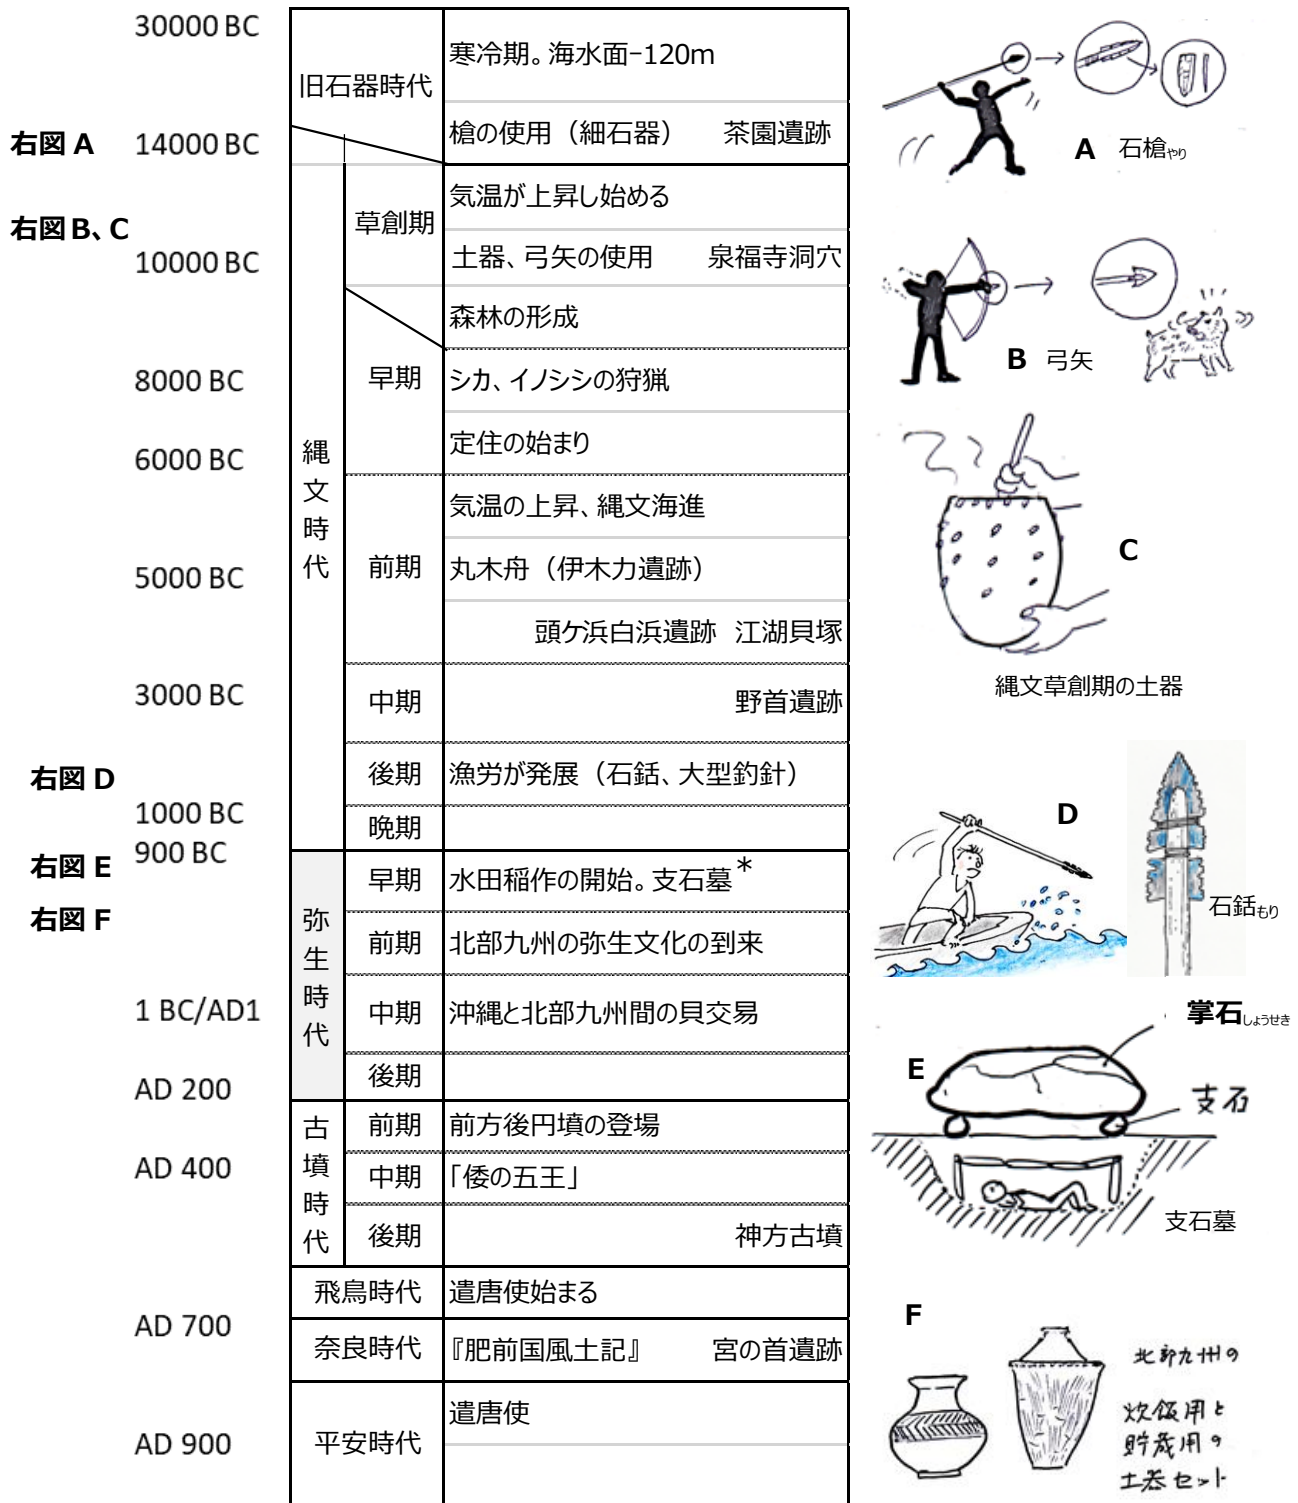 30000 BC
旧石器時代
寒冷期。海水面-120m
右図 A
14000 BC
槍の使用（細石器） 茶園遺跡
縄文時代
草創期
気温が上昇し始める
右図 B、C
10000 BC
土器、弓矢の使用 泉福寺洞穴
早期
森林の形成
8000 BC
シカ、イノシシの狩猟
6000 BC
定住の始まり
前期
気温の上昇、縄文海進
5000 BC
丸木舟（伊木力遺跡）
頭ケ浜白浜遺跡 江湖貝塚
3000 BC
中期
野首遺跡
右図 D
後期
漁労が発展（石銛、大型釣針）
1000 BC
晩期
900 BC
右図 E
弥生時代
早期
水田稲作の開始。支石墓*
右図 F
前期
北部九州の弥生文化の到来
1 BC/AD1
中期
沖縄と北部九州間の貝交易
AD 200
後期
古墳時代
前期
前方後円墳の登場
AD 400
中期
「倭の五王」
後期
神方古墳
飛鳥時代
遣唐使始まる
AD 700
奈良時代
『肥前国風土記』 宮の首遺跡
平安時代
遣唐使
AD 900
A 石槍やり
B 弓矢
C
縄文草創期の土器
D
石銛もり
掌石しょうせき
E
支石
支石墓
F
北部九州の
炊飯用と
貯蔵用の
土器セット